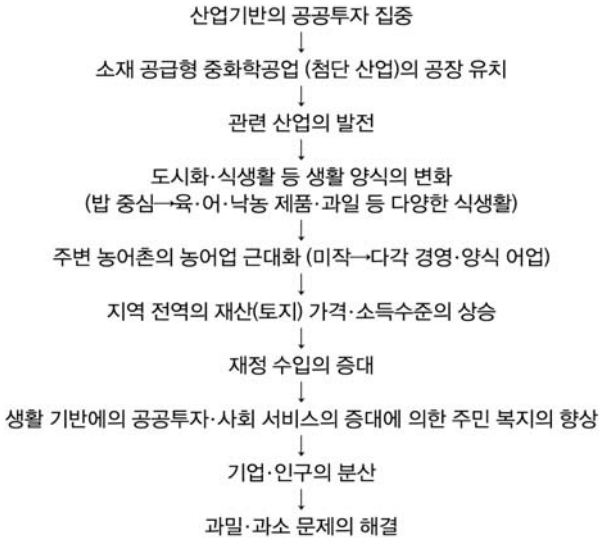 산업기반의 공공투자 집중
↓
소재 공급형 중화학공업 (첨단 산업)의 공장 유치
↓
관련 산업의 발전
↓
도시화·식생활 등 생활 양식의 변화
(밥 중심→육·어·낙농 제품·과일 등 다양한 식생활)
↓
주변 농어촌의 농어업 근대화 (미작→다각 경영·양식 어업)
↓
지역 전역의 재산(토지) 가격·소득수준의 상승
↓
재정 수입의 증대
↓
생활 기반에의 공공투자·사회 서비스의 증대에 의한 주민 복지의 향상
↓
기업·인구의 분산
↓
과밀·과소 문제의 해결